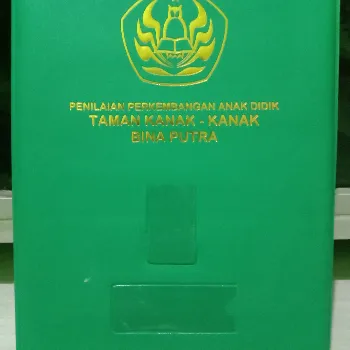 PENILAIAN PERKEMBANGAN ANAK DIDIK
TAMAN KANAK - KANAK
BINA PUTRA